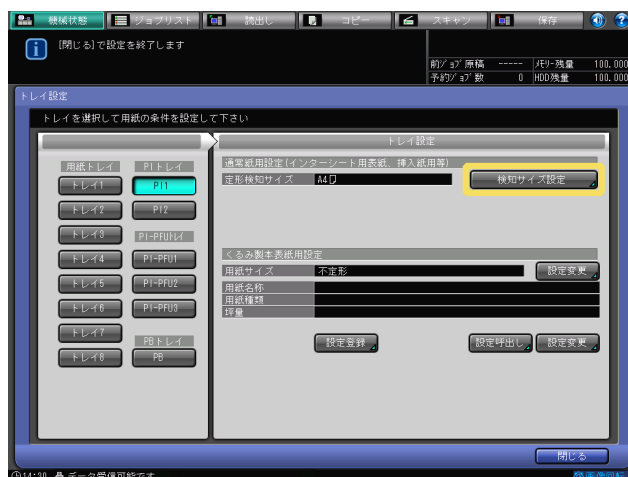 機械状態 ジョブリスト 読出し コピー スキャン 保存
[閉じる]で設定を終了します
前ジョブ原稿 ----- メモリー残量 100.000
予約ジョブ数 0 HDD残量 100.000
トレイ設定
トレイを選択して用紙の条件を設定して下さい
トレイ設定
用紙トレイ PIトレイ
通常紙用設定(インターシート用表紙、挿入紙用等)
トレイ1 PI1
定形検知サイズ A4 検知サイズ設定
トレイ2 PI2
トレイ3 PI-PFUトレイ
トレイ4 PI-PFU1
くるみ製本表紙用設定
用紙サイズ 不定形 設定変更
トレイ5 PI-PFU2
用紙名称
用紙種類
トレイ6 PI-PFU3
坪量
トレイ7 PBトレイ
設定登録 設定呼出し 設定変更
トレイ8 PB
閉じる
14:30 データ受信可能です 画像回転